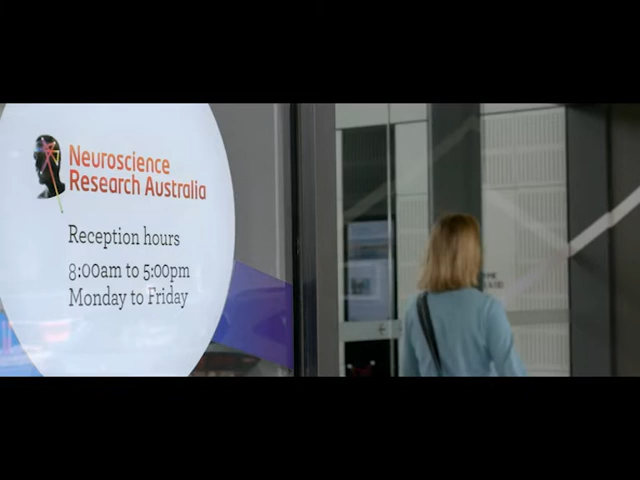 Neuroscience
Research Australia
Reception hours
8:00am to 5:00pm
Monday to Friday